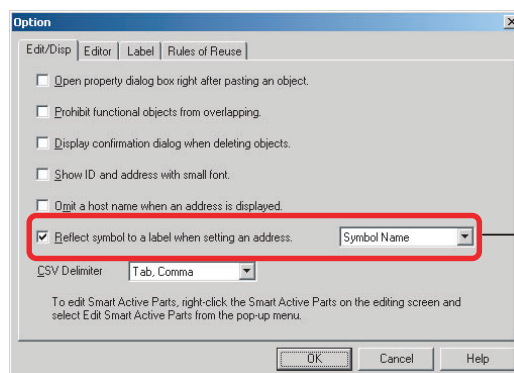 Option
Edit/Disp Editor Label Rules of Reuse
Open property dialog box right after pasting an object.
Prohibit functional objects from overlapping.
Display confirmation dialog when deleting objects.
Show ID and address with small font.
Omit a host name when an address is displayed.
Reflect symbol to a label when setting an address. Symbol Name
CSV Delimiter Tab, Comma
To edit Smart Active Parts, right-click the Smart Active Parts on the editing screen and
select Edit Smart Active Parts from the pop-up menu.
OK Cancel Help